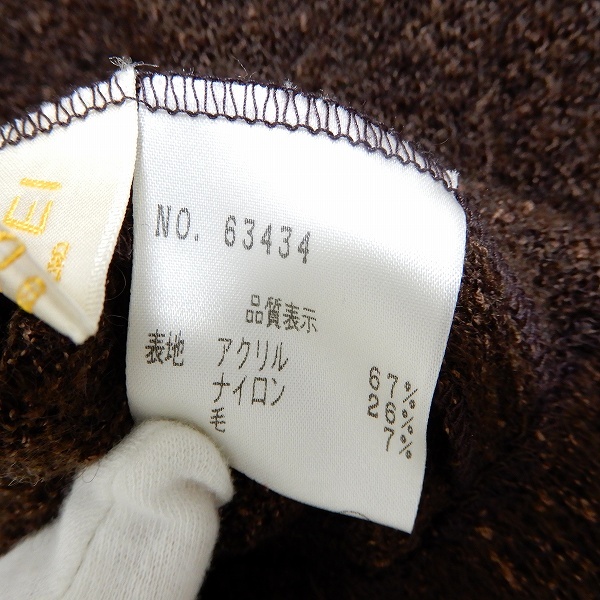 NO. 63434
品質表示
表地 アクリル 67%
ナイロン 26%
毛 7%